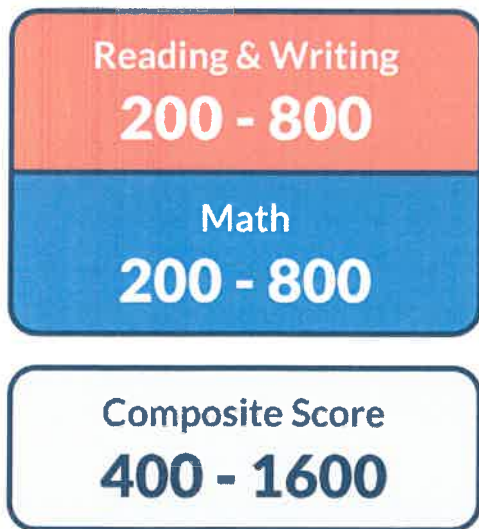 Reading & Writing
200 - 800
Math
200 - 800
Composite Score
400 - 1600